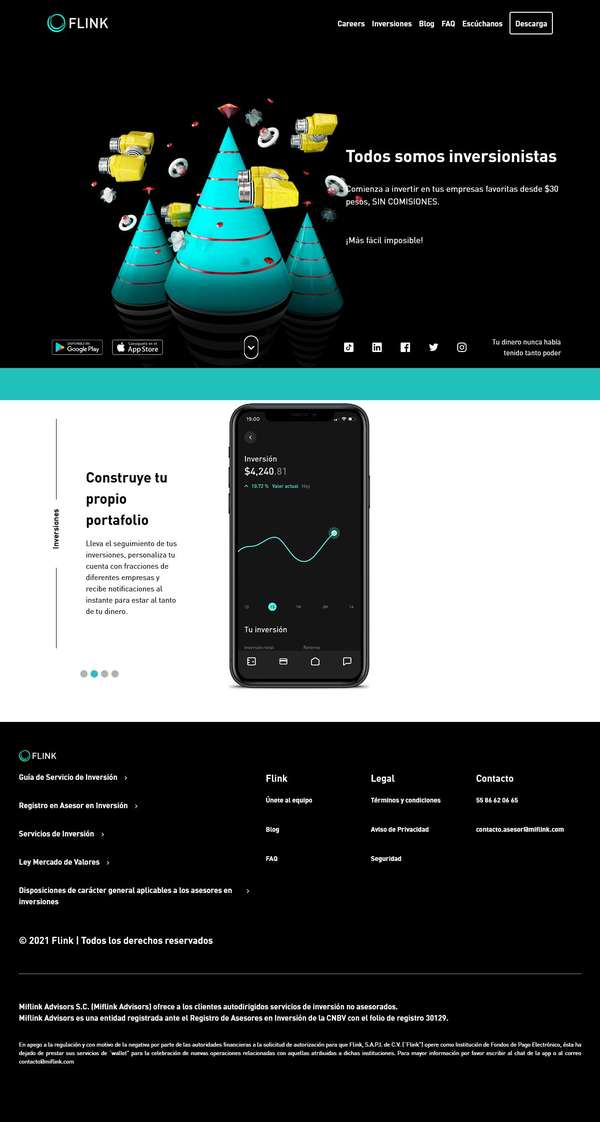 FLINK
Careers Inversiones Blog FAQ Escúchanos Descarga
Todos somos inversionistas
Comienza a invertir en tus empresas favoritas desde $30
pesos, SIN COMISIONES.
¡Más fácil imposible!
DISPONIBLE EN
Google Play
Consíguelo en el
App Store
Tu dinero nunca había
tenido tanto poder
Inversiones
Construye tu
propio
portafolio
Lleva el seguimiento de tus
inversiones, personaliza tu
cuenta con fracciones de
diferentes empresas y
recibe notificaciones al
instante para estar al tanto
de tu dinero.
19:00
Inversión
$4,240.81
10.72 % Valor actual Hoy
Tu inversión
Inversión total
FLINK
Guía de Servicio de Inversión
Registro en Asesor en Inversión
Servicios de Inversión
Ley Mercado de Valores
Disposiciones de carácter general aplicables a los asesores en
inversiones
Flink
Únete al equipo
Blog
FAQ
Legal
Términos y condiciones
Aviso de Privacidad
Seguridad
Contacto
55 86 62 06 65
contacto.asesor@miflink.com
© 2021 Flink | Todos los derechos reservados
Miflink Advisors S.C. (Miflink Advisors) ofrece a los clientes autodirigidos servicios de inversión no asesorados.
Miflink Advisors es una entidad registrada ante el Registro de Asesores en Inversión de la CNBV con el folio de registro 30129.
En apego a la regulación y con motivo de la negativa por parte de las autoridades financieras a la solicitud de autorización para que Flink, S.A.P.I. de C.V. ("Flink") opere como Institución de Fondos de Pago Electrónico, ésta ha
dejado de prestar sus servicios de "wallet" para la celebración de nuevas operaciones relacionadas con aquellas atribuidas a dichas instituciones. Para mayor información por favor escribir al chat de la app o al correo
contacto@miflink.com